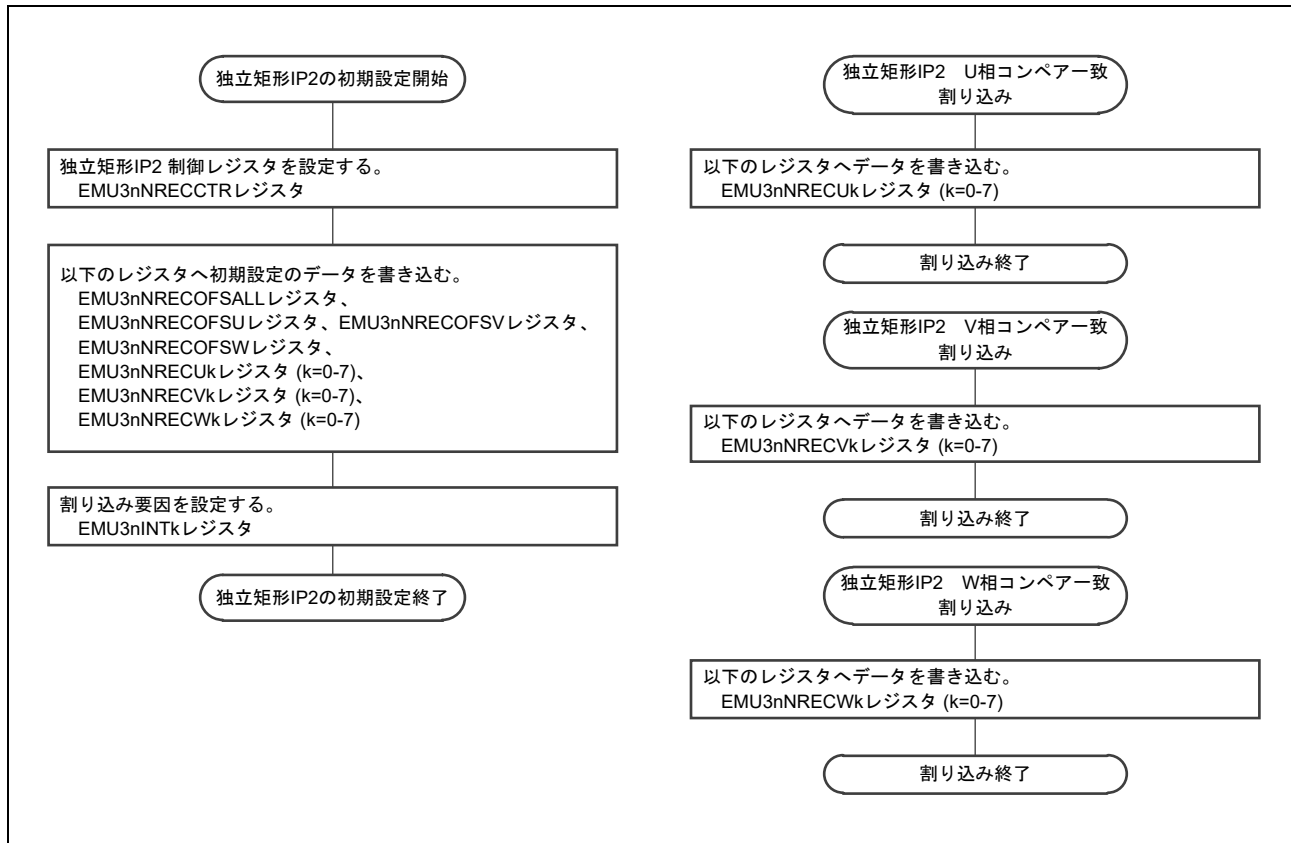 独立矩形IP2の初期設定開始
独立矩形IP2 制御レジスタを設定する。
EMU3nNRECCTRレジスタ
以下のレジスタへ初期設定のデータを書き込む。
EMU3nNRECOFSALLレジスタ、
EMU3nNRECOFSUレジスタ、EMU3nNRECOFSVレジスタ、
EMU3nNRECOFSWレジスタ、
EMU3nNRECUkレジスタ (k=0-7)、
EMU3nNRECVkレジスタ (k=0-7)、
EMU3nNRECWkレジスタ (k=0-7)
割り込み要因を設定する。
EMU3nINTkレジスタ
独立矩形IP2の初期設定終了
独立矩形IP2　U相コンペアー致
割り込み
以下のレジスタへデータを書き込む。
EMU3nNRECUkレジスタ (k=0-7)
割り込み終了
独立矩形IP2　V相コンペアー致
割り込み
以下のレジスタへデータを書き込む。
EMU3nNRECVkレジスタ (k=0-7)
割り込み終了
独立矩形IP2　W相コンペアー致
割り込み
以下のレジスタへデータを書き込む。
EMU3nNRECWkレジスタ (k=0-7)
割り込み終了